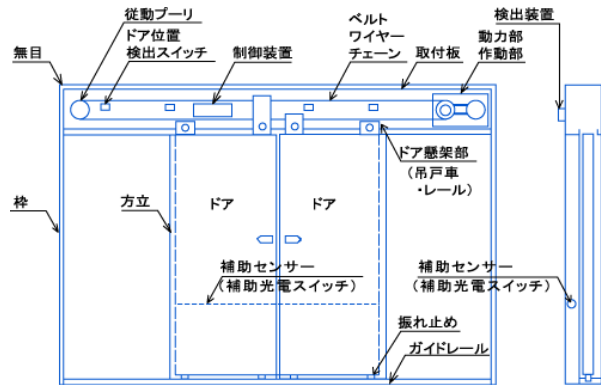 従動プーリ
ドア位置
検出スイッチ
無目
制御装置
ベルト
ワイヤー
チェーン
取付板
動力部
作動部
検出装置
ドア懸架部
(吊戸車
・レール)
枠
方立
ドア
ドア
補助センサー
(補助光電スイッチ)
補助センサー
(補助光電スイッチ)
振れ止め
ガイドレール